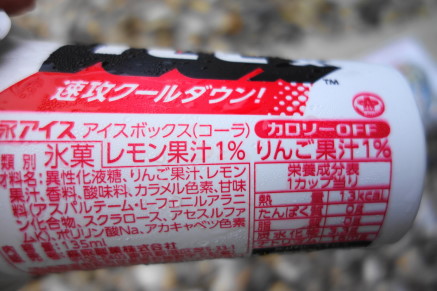 速攻クールダウン!
TM
氷アイス アイスボックス(コーラ) カロリーOFF
類別 氷菓 レモン果汁1% りんご果汁1%
材料名:異性化液糖、りんご果汁、レモン
果汁、香料、酸味料、カラメル色素、甘味
料(アスパルテーム・L-フェニルアラニ
ン化合物、スクラロース、アセスルファ
ムK)、ポリリン酸Na、アカキャベツ色素
:135ml
栄養成分表
1カップ当り
熱量 13kcal
たんぱく質